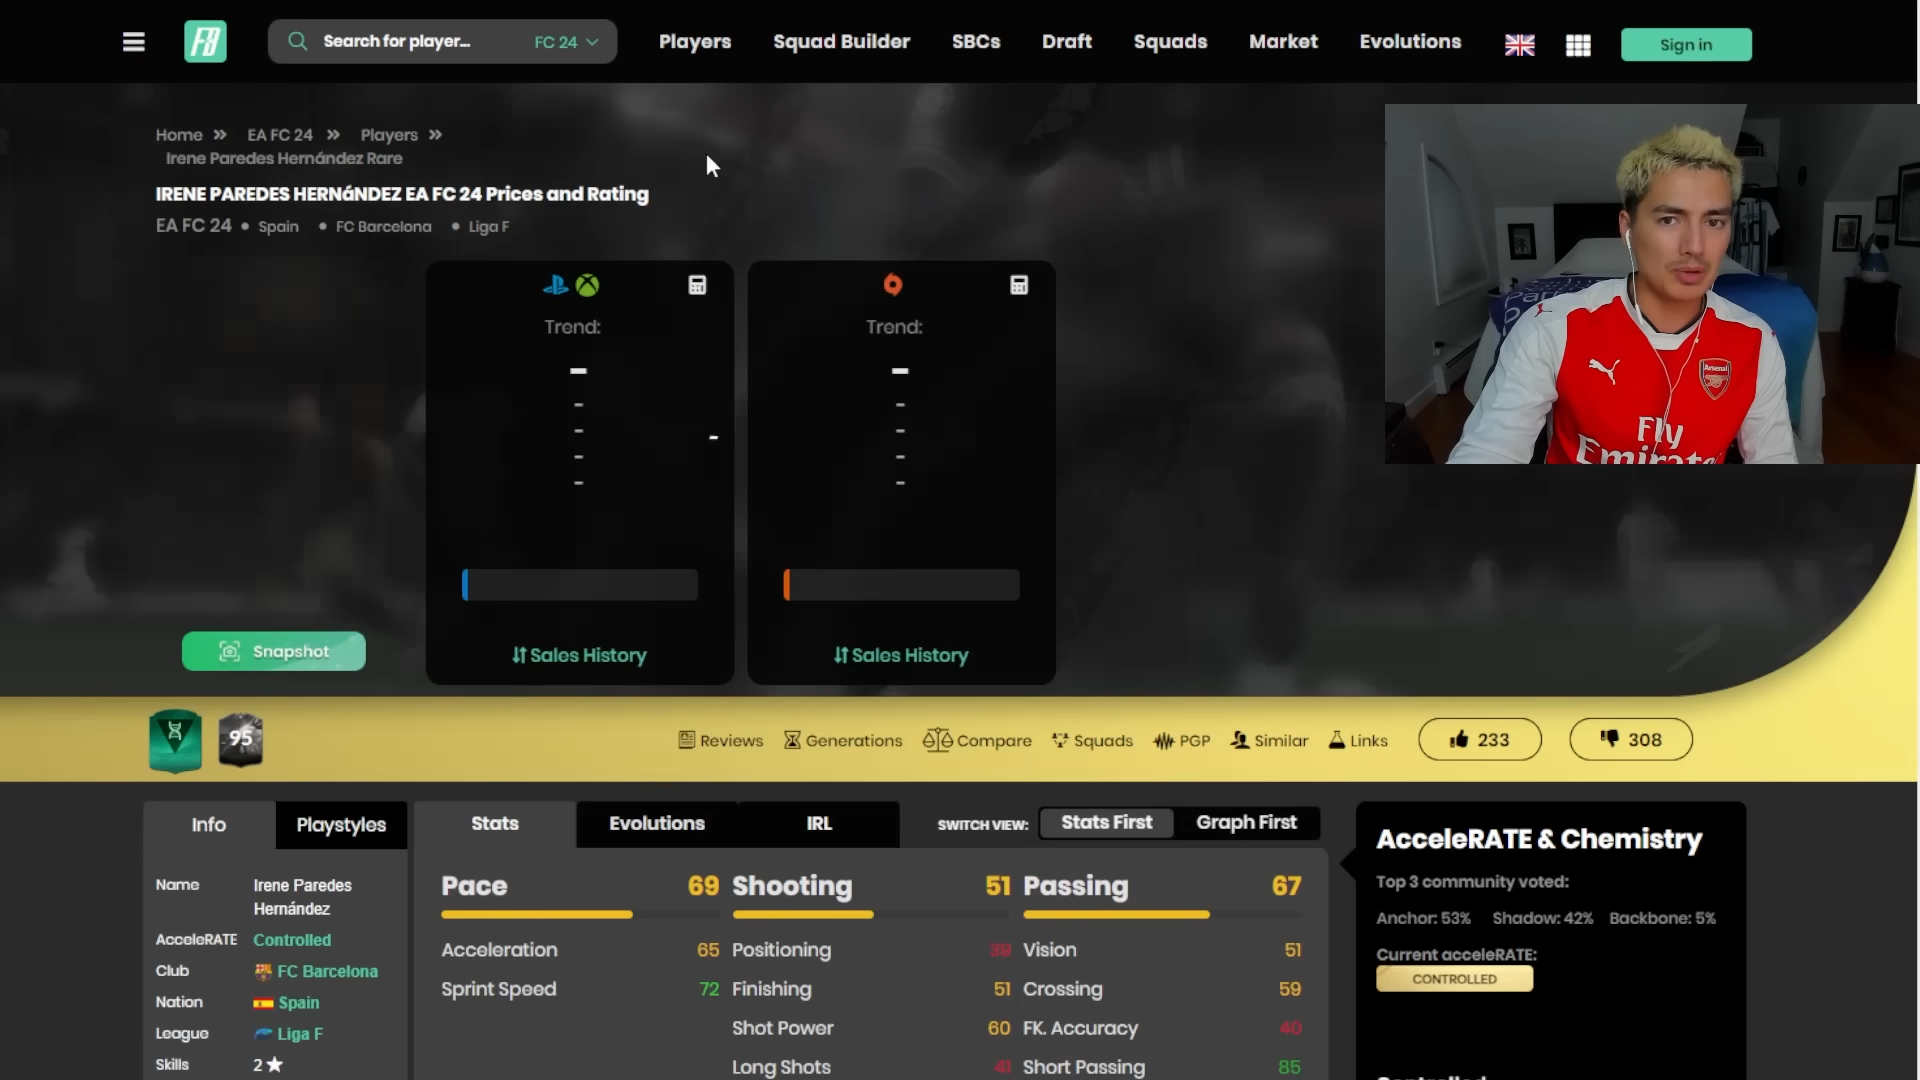 Search for player...
FC 24
Players
Squad Builder
SBCs
Draft
Squads
Market
Evolutions
Sign in
Home » EA FC 24 » Players »
Irene Paredes Hernández Rare
IRENE PAREDES HERNáNDEZ EA FC 24 Prices and Rating
EA FC 24 • Spain • FC Barcelona • Liga F
Trend:
Trend:
-
-
-
-
-
-
-
-
-
-
-
Sales History
Sales History
Snapshot
Arsenal
Fly
Emirates
95
Reviews
Generations
Compare
Squads
PGP
Similar
Links
233
308
Info
Playstyles
Stats
Evolutions
IRL
SWITCH VIEW:
Stats First
Graph First
Name Irene Paredes
Hernández
AcceleRATE Controlled
Club FC Barcelona
Nation Spain
League Liga F
Skills 2
Pace 69
Acceleration 65
Sprint Speed 72
Shooting 51
Positioning 39
Finishing 51
Shot Power 60
Long Shots 41
Passing 67
Vision 51
Crossing 59
FK. Accuracy 40
Short Passing 85
AcceleRATE & Chemistry
Top 3 community voted:
Anchor: 53% Shadow: 42% Backbone: 5%
Current acceleRATE:
CONTROLLED